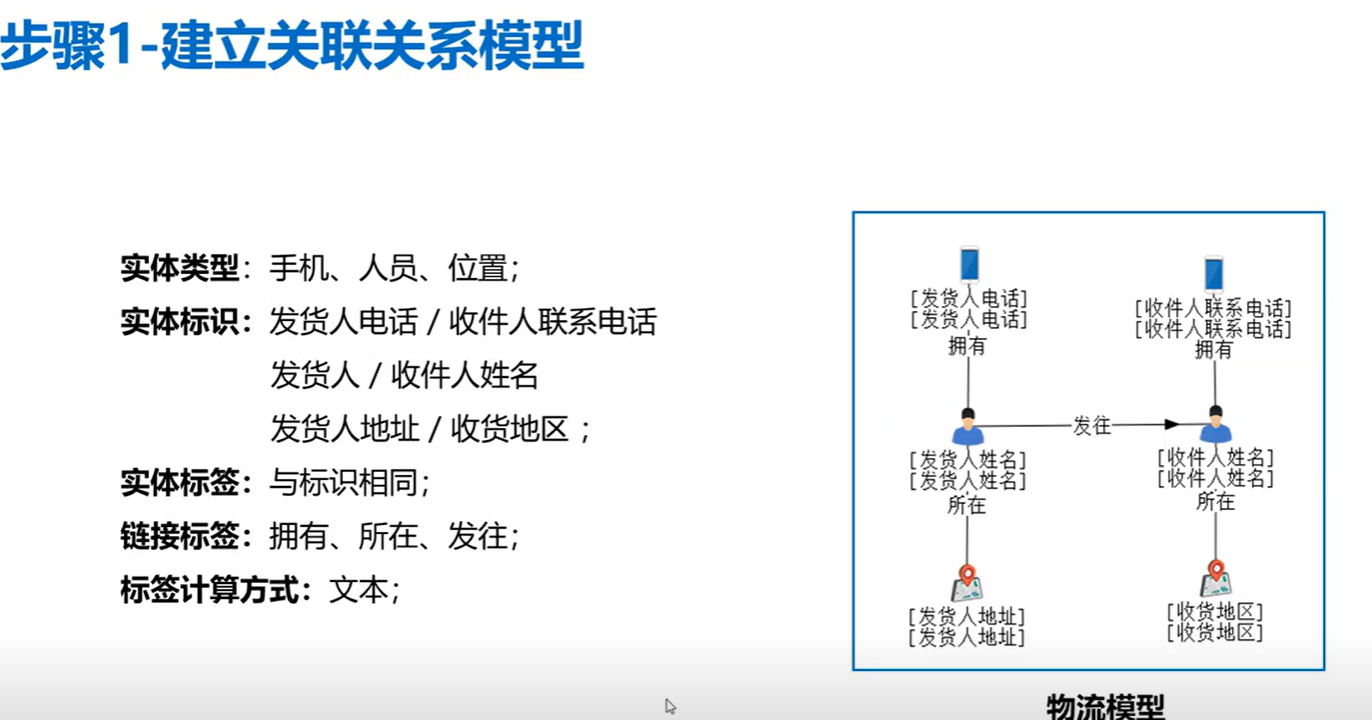 步骤1-建立关联关系模型
实体类型：手机、人员、位置；
实体标识：发货人电话 / 收件人联系电话
发货人 / 收件人姓名
发货人地址 / 收货地区 ；
实体标签：与标识相同；
链接标签：拥有、所在、发往；
标签计算方式：文本；
[发货人电话]
[发货人电话]
拥有
[收件人联系电话]
[收件人联系电话]
拥有
发往
[发货人姓名]
[发货人姓名]
所在
[收件人姓名]
[收件人姓名]
所在
[发货人地址]
[发货人地址]
[收货地区]
[收货地区]
物流模型